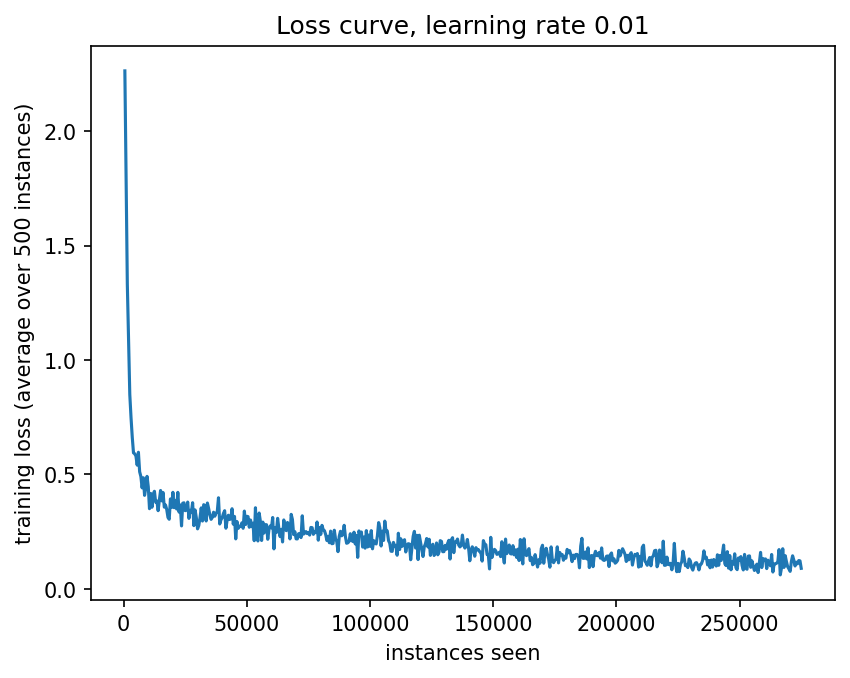 Loss curve, learning rate 0.01
training loss (average over 500 instances)
2.0
1.5
1.0
0.5
0.0
0 50000 100000 150000 200000 250000
instances seen